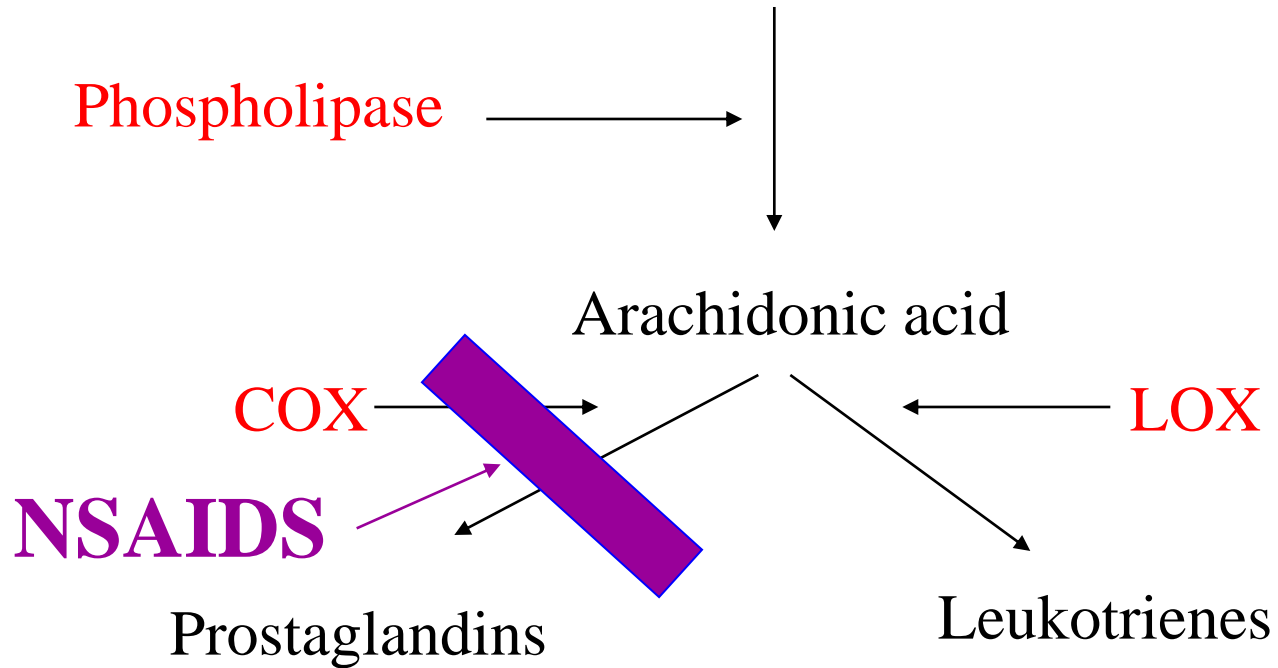 Phospholipase
Arachidonic acid
COX
LOX
NSAIDS
Leukotrienes
Prostaglandins